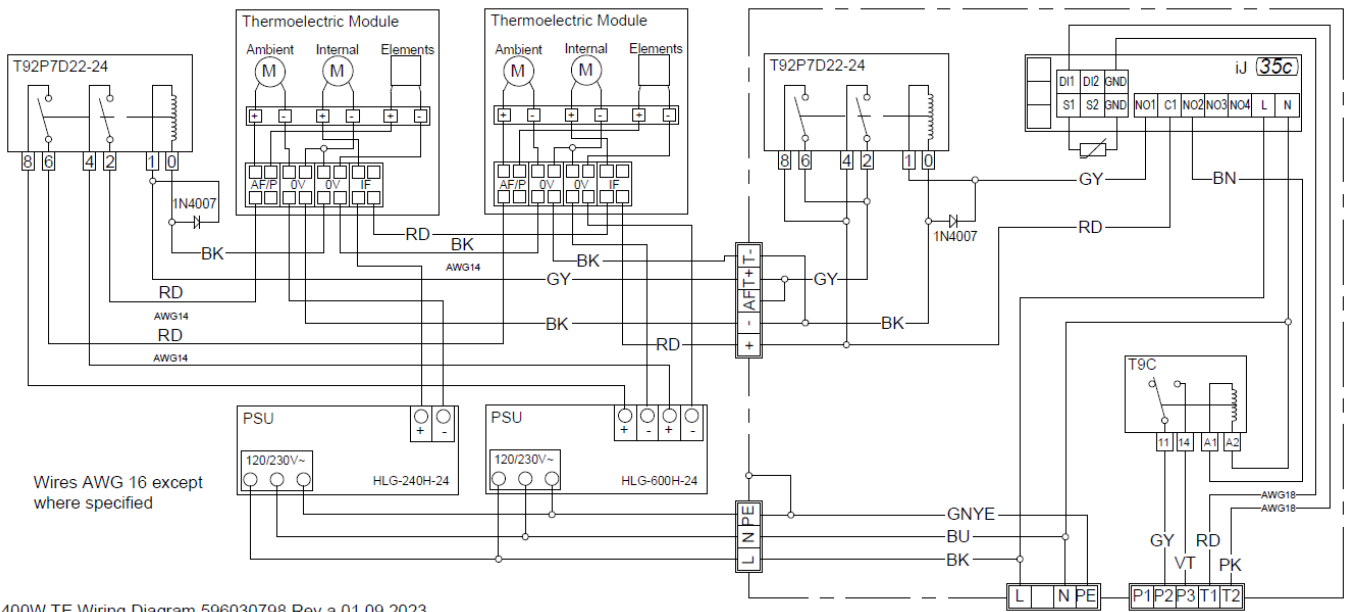 Thermoelectric Module
Ambient Internal Elements
M M
+ - + - + -
AF/P 0V 0V IF
Thermoelectric Module
Ambient Internal Elements
M M
+ - + - + -
AF/P 0V 0V IF
T92P7D22-24
8 6 4 2 1 0
1N4007
T92P7D22-24
8 6 4 2 1 0
1N4007
iJ 35c
DI1 DI2 GND
S1 S2 GND
NO1 C1 NO2 NO3 NO4 L N
GY
BN
RD
BK
RD
BK
AWG14
BK
GY
GY
RD
AWG14
BK
BK
RD
AWG14
RD
T- T+ AF - +
T9C
11 14 A1 A2
PSU
+ -
120/230V~
HLG-240H-24
PSU
+ - + -
120/230V~
HLG-600H-24
Wires AWG 16 except
where specified
AWG18
AWG18
PE N L
GNYE
BU
BK
GY RD
VT PK
L N PE
P1 P2 P3 T1 T2
400W TE Wiring Diagram 596030798 Rev a 01.09.2023